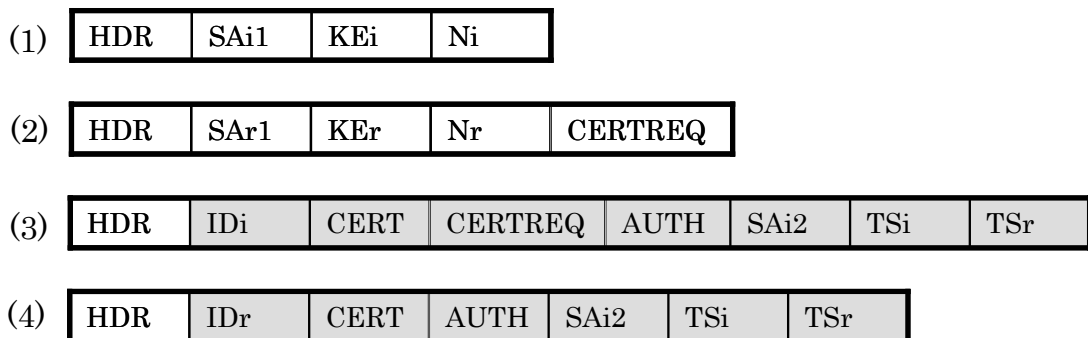 (1) HDR SAi1 KEi Ni
(2) HDR SAr1 KEr Nr CERTREQ
(3) HDR IDi CERT CERTREQ AUTH SAi2 TSi TSr
(4) HDR IDr CERT AUTH SAi2 TSi TSr